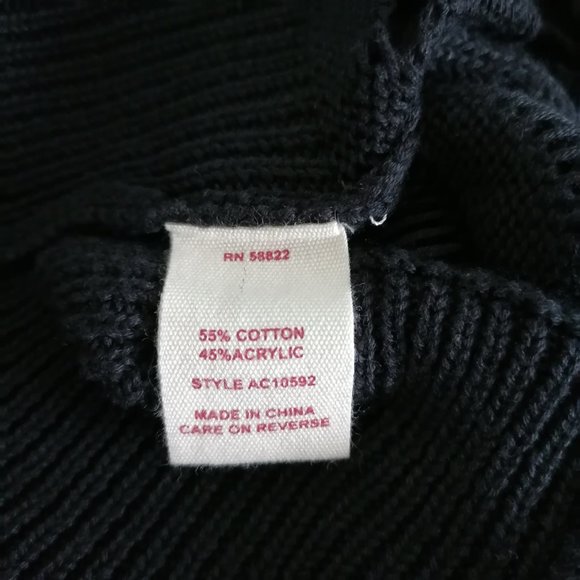 RN 58822
55% COTTON
45%ACRYLIC
STYLE AC10592
MADE IN CHINA
CARE ON REVERSE